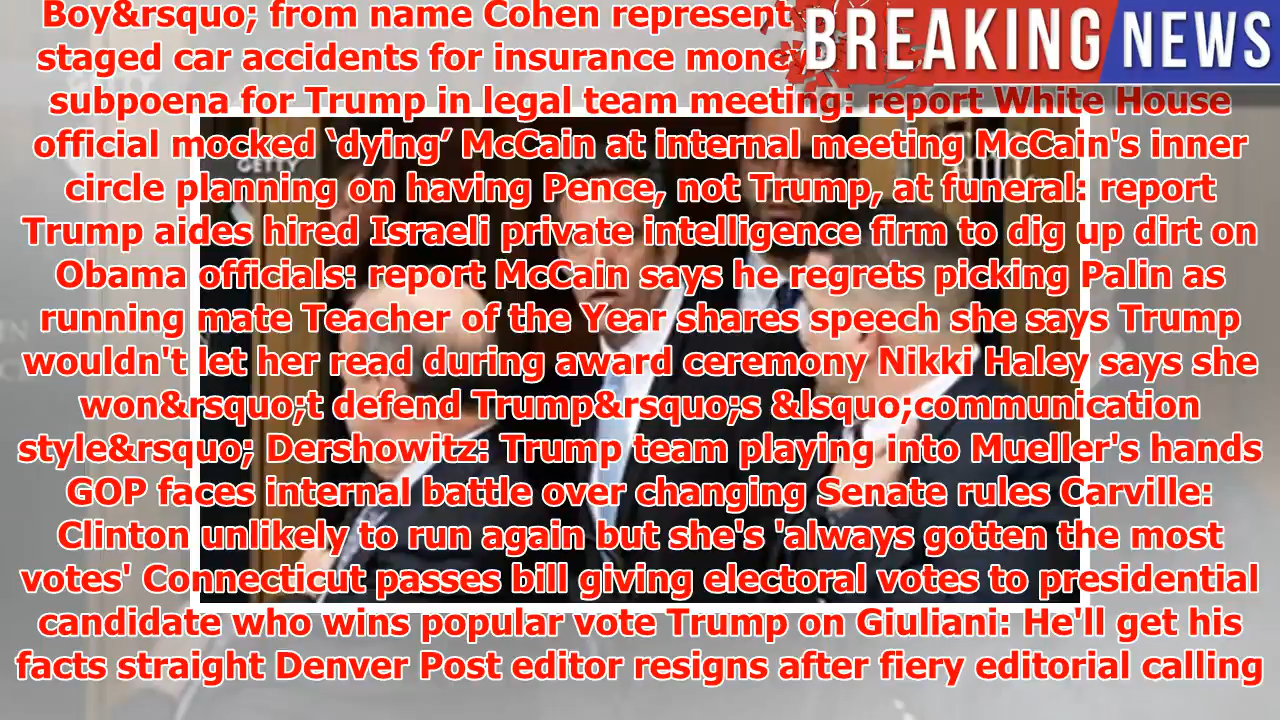 Boy&rsquo; from name Cohen represent
BREAKING NEWS
staged car accidents for insurance mone
subpoena for Trump in legal team meeting: report White House
official mocked ‘dying’ McCain at internal meeting McCain's inner
GETTY
circle planning on having Pence, not Trump, at funeral: report
Trump aides hired Israeli private intelligence firm to dig up dirt on
Obama officials: report McCain says he regrets picking Palin as
running mate Teacher of the Year shares speech she says Trump
wouldn't let her read during award ceremony Nikki Haley says she
won&rsquo;t defend Trump&rsquo;s &lsquo;communication
style&rsquo; Dershowitz: Trump team playing into Mueller's hands
GOP faces internal battle over changing Senate rules Carville:
Clinton unlikely to run again but she's 'always gotten the most
votes' Connecticut passes bill giving electoral votes to presidential
candidate who wins popular vote Trump on Giuliani: He'll get his
facts straight Denver Post editor resigns after fiery editorial calling